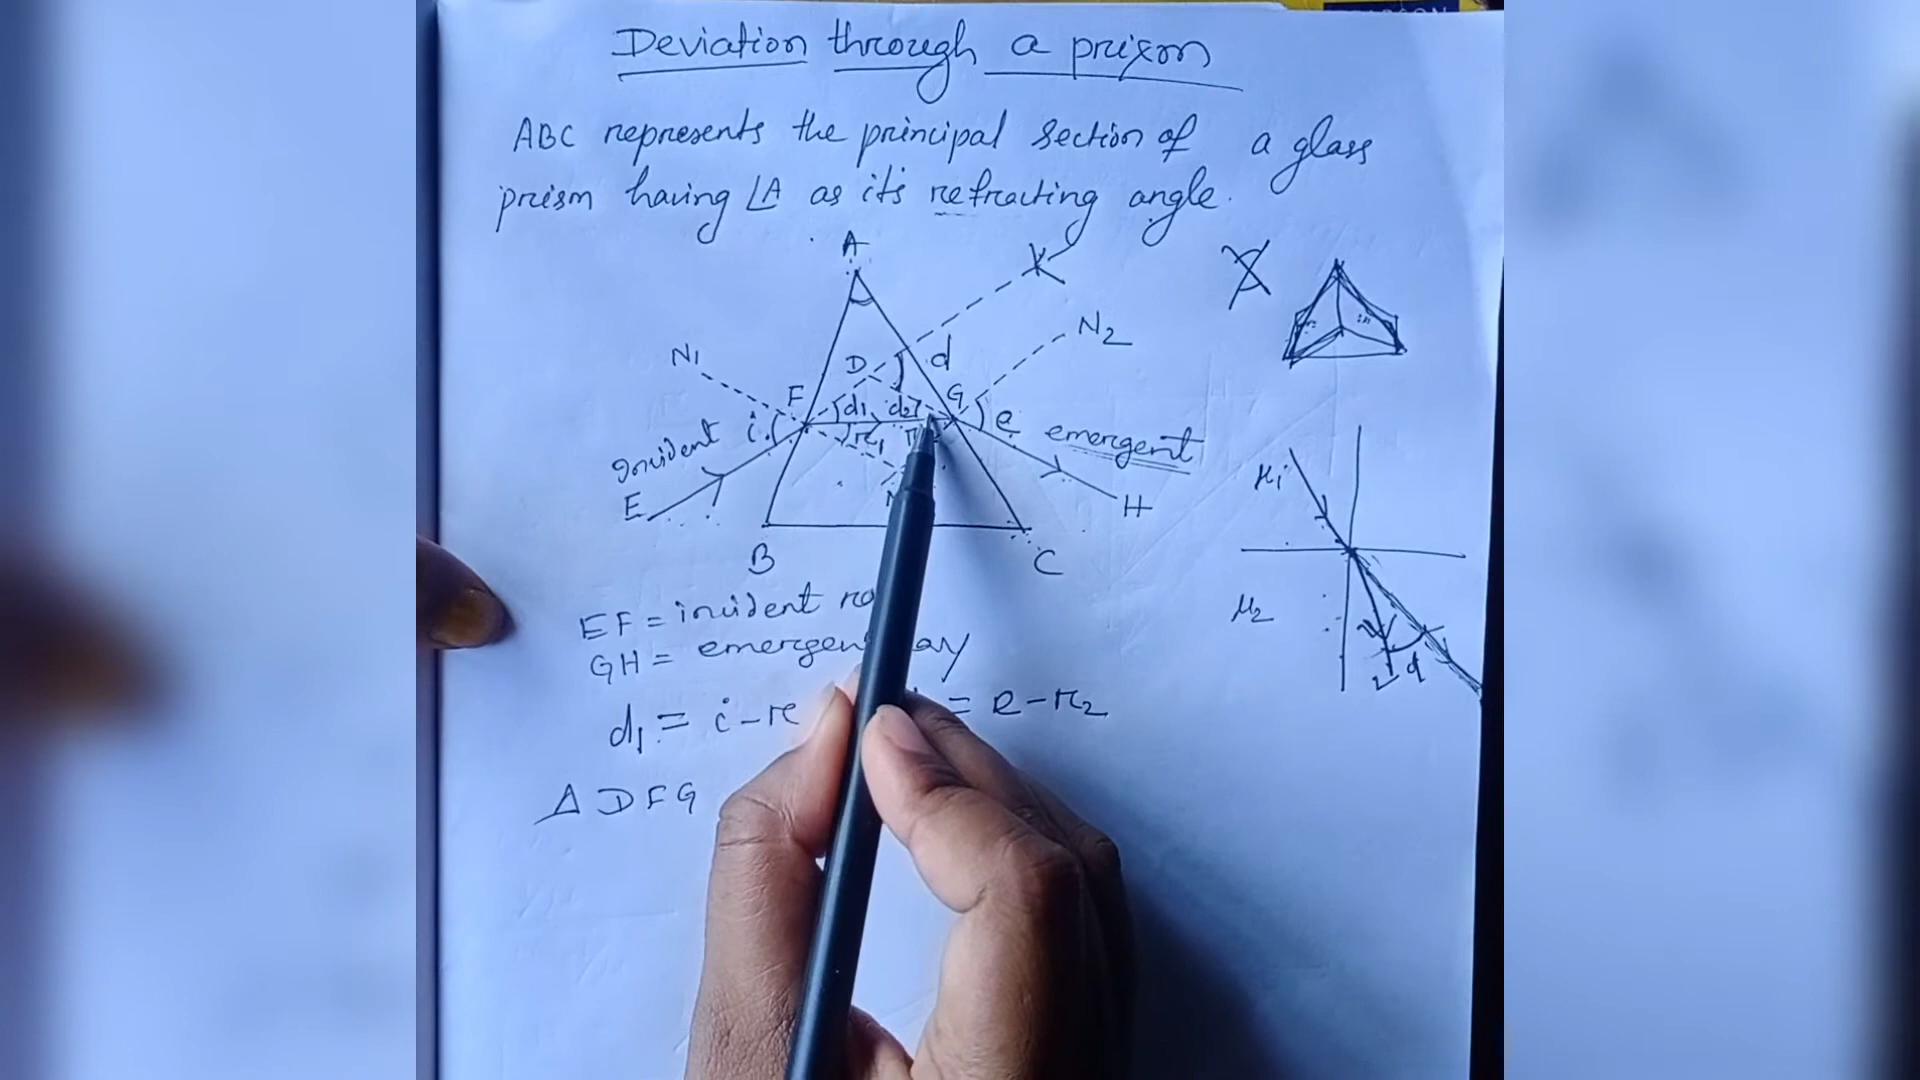 Deviation through a prism
ABC represents the principal section of a glass
prism having ∠A as its refracting angle.
A
K
N1
D
d
N2
F
d1
d2
G
i
r1
e
Incident
emergent
E
H
B
C
μ1
μ2
d
EF = incident
GH = emergent ray
d1 = i-r
= e-r2
Δ DFG